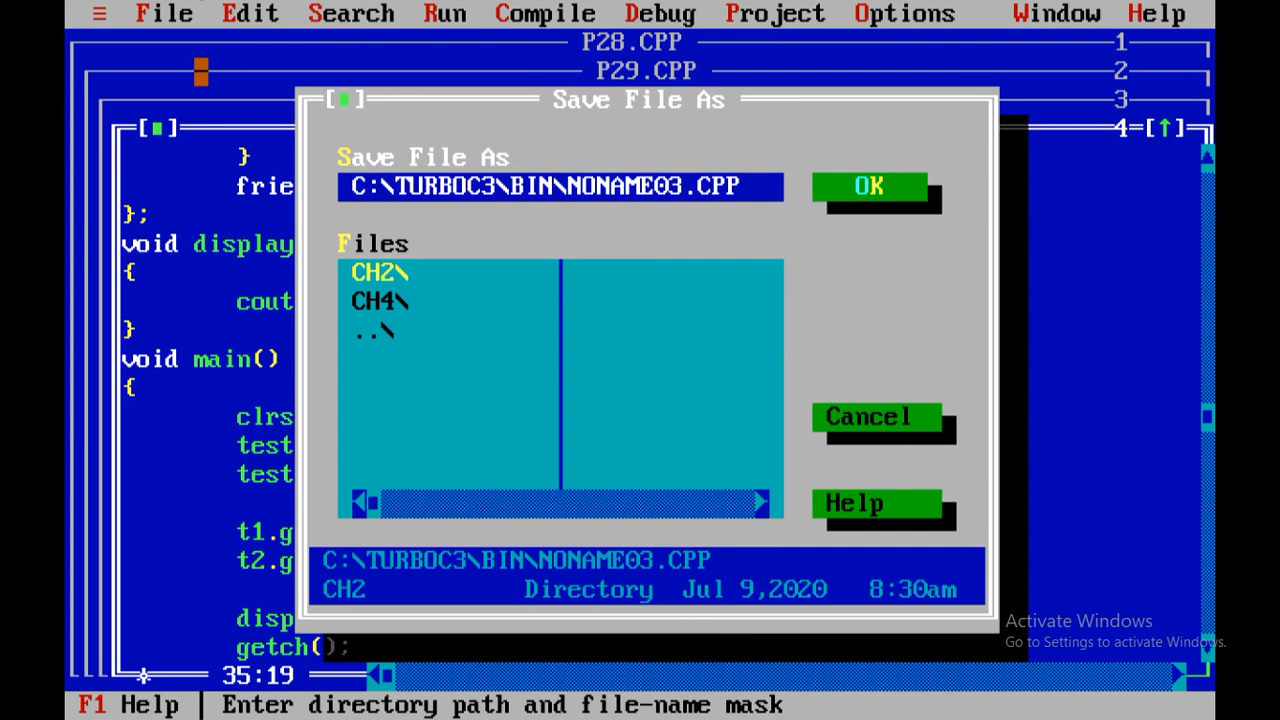 ≡ File Edit Search Run Compile Debug Project Options Window Help
P28.CPP 1
P29.CPP 2
3
4=[↑]
}
frie
};
void display
{
cout
}
void main()
{
clrs
test
test
t1.g
t2.g
disp
getch();
35:19
Save File As
Save File As
C:\TURBOC3\BIN\NONAME03.CPP
OK
Files
CH2\
CH4\
..\
Cancel
Help
C:\TURBOC3\BIN\NONAME03.CPP
CH2 Directory Jul 9,2020 8:30am
Activate Windows
Go to Settings to activate Windows.
F1 Help | Enter directory path and file-name mask